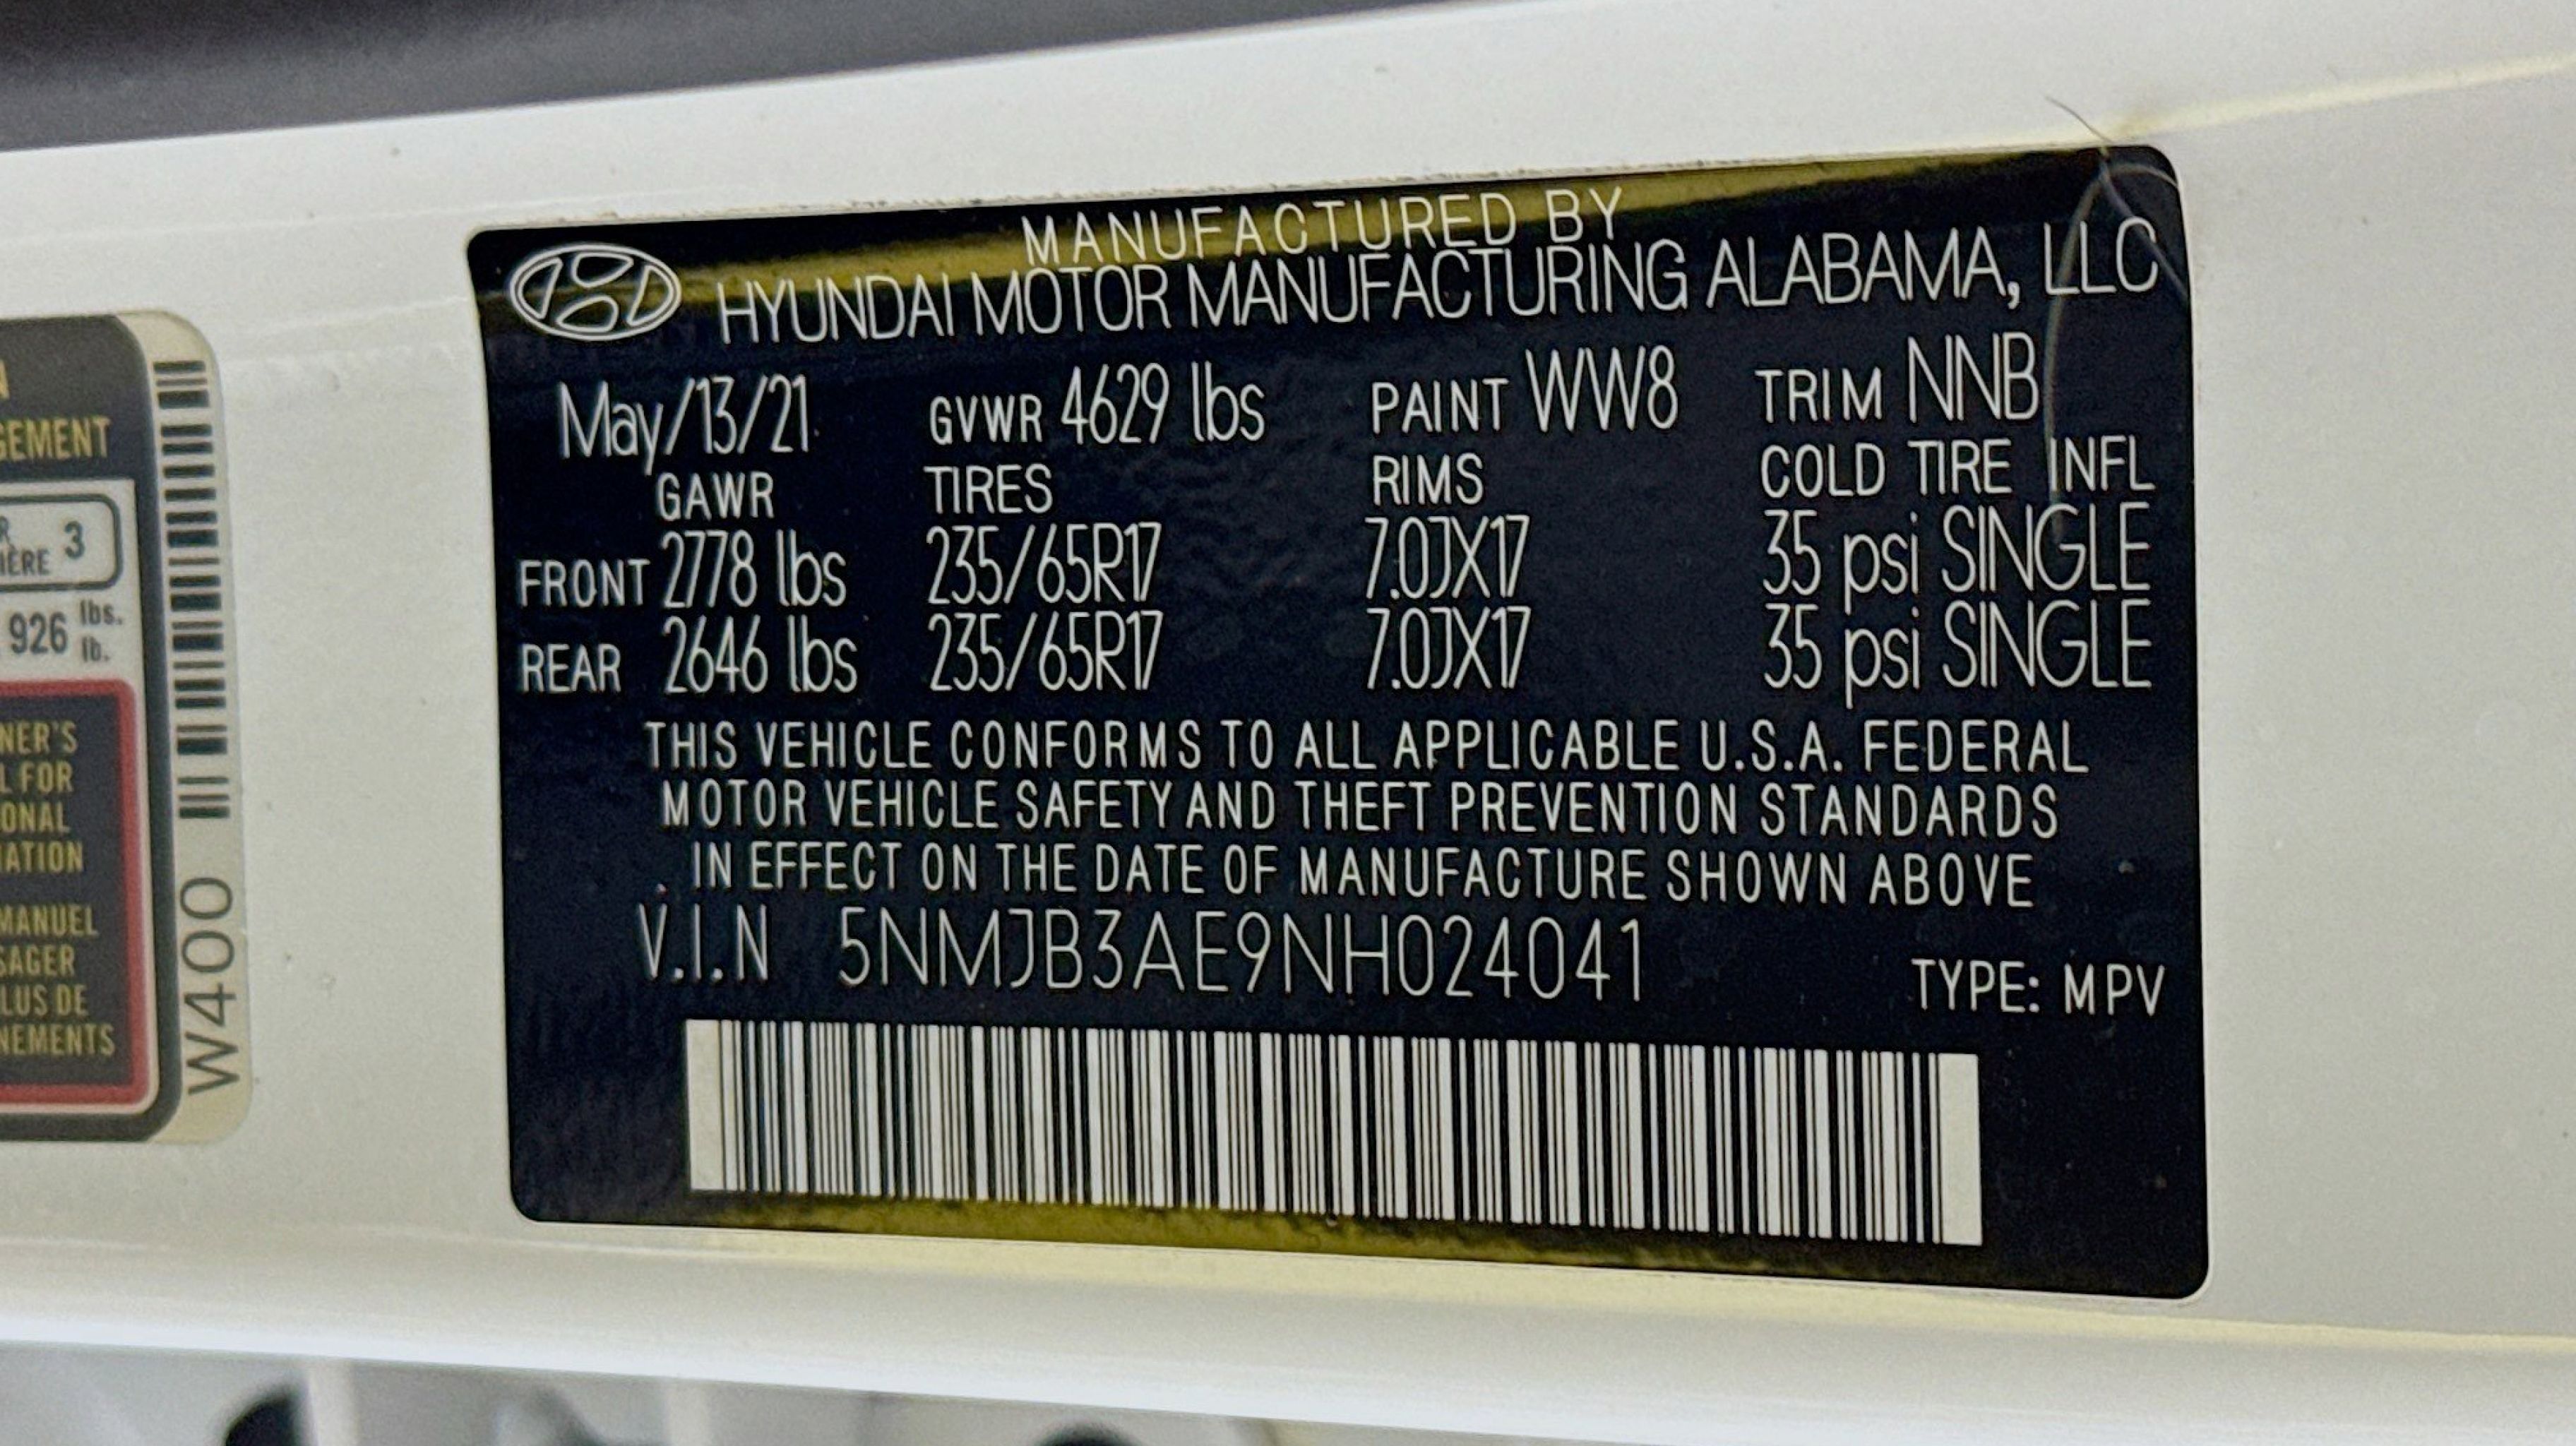 MANUFACTURED BY
HYUNDAI MOTOR MANUFACTURING ALABAMA, LLC
May/13/21 GVWR 4629 lbs PAINT WW8 TRIM NNB
GAWR TIRES RIMS COLD TIRE INFL
FRONT 2778 lbs 235/65R17 7.0JX17 35 psi SINGLE
REAR 2646 lbs 235/65R17 7.0JX17 35 psi SINGLE
THIS VEHICLE CONFORMS TO ALL APPLICABLE U.S.A. FEDERAL
MOTOR VEHICLE SAFETY AND THEFT PREVENTION STANDARDS
IN EFFECT ON THE DATE OF MANUFACTURE SHOWN ABOVE
V.I.N 5NMJB3AE9NH024041
TYPE: MPV
GEMENT
R
IÈRE 3
926 lbs.
lb.
NER'S
L FOR
ONAL
MATION
MANUEL
SAGER
LUS DE
NEMENTS
W400